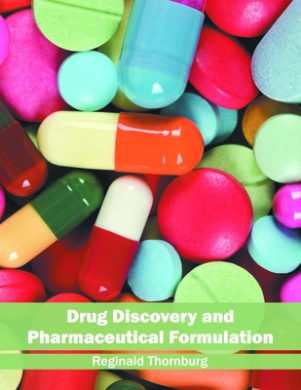 Drug Discovery and
Pharmaceutical Formulation
Reginald Thornburg